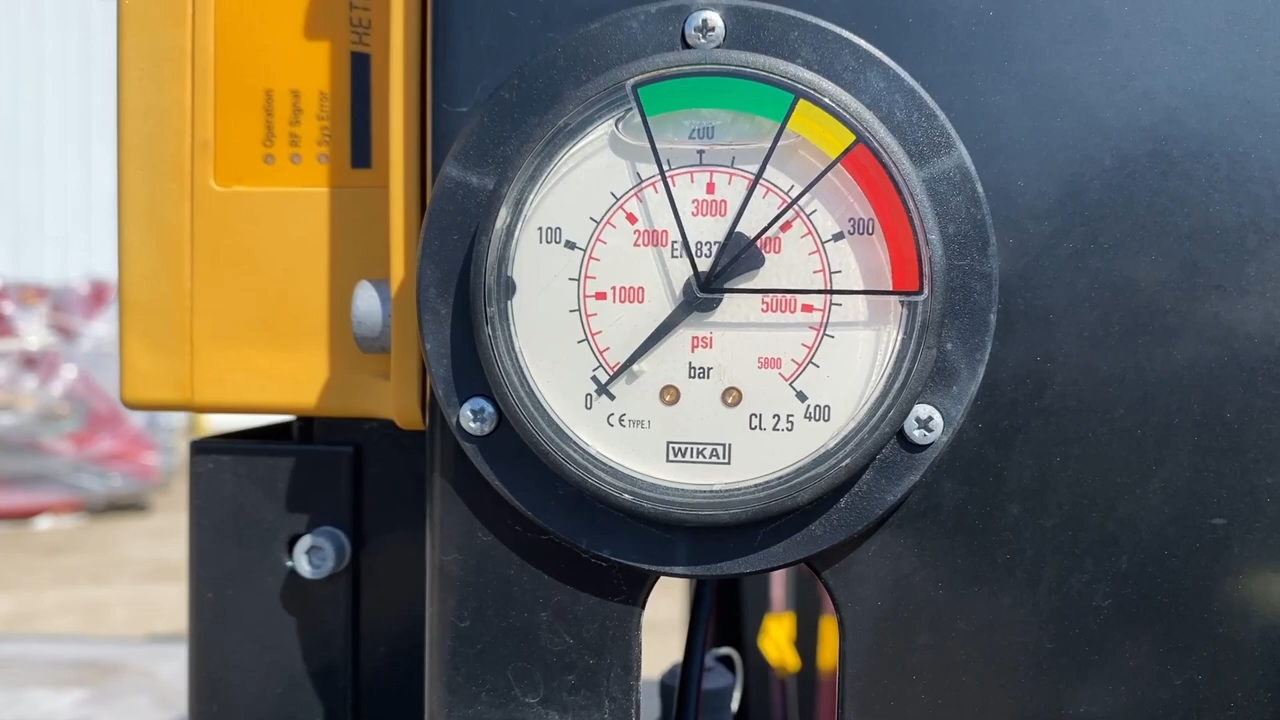 HET
Operation
RF Signal
Sys Error
200
3000
100
2000
300
EN 837
1000
5000
psi
5800
bar
0
400
CE TYPE.1
Cl. 2.5
WIKA